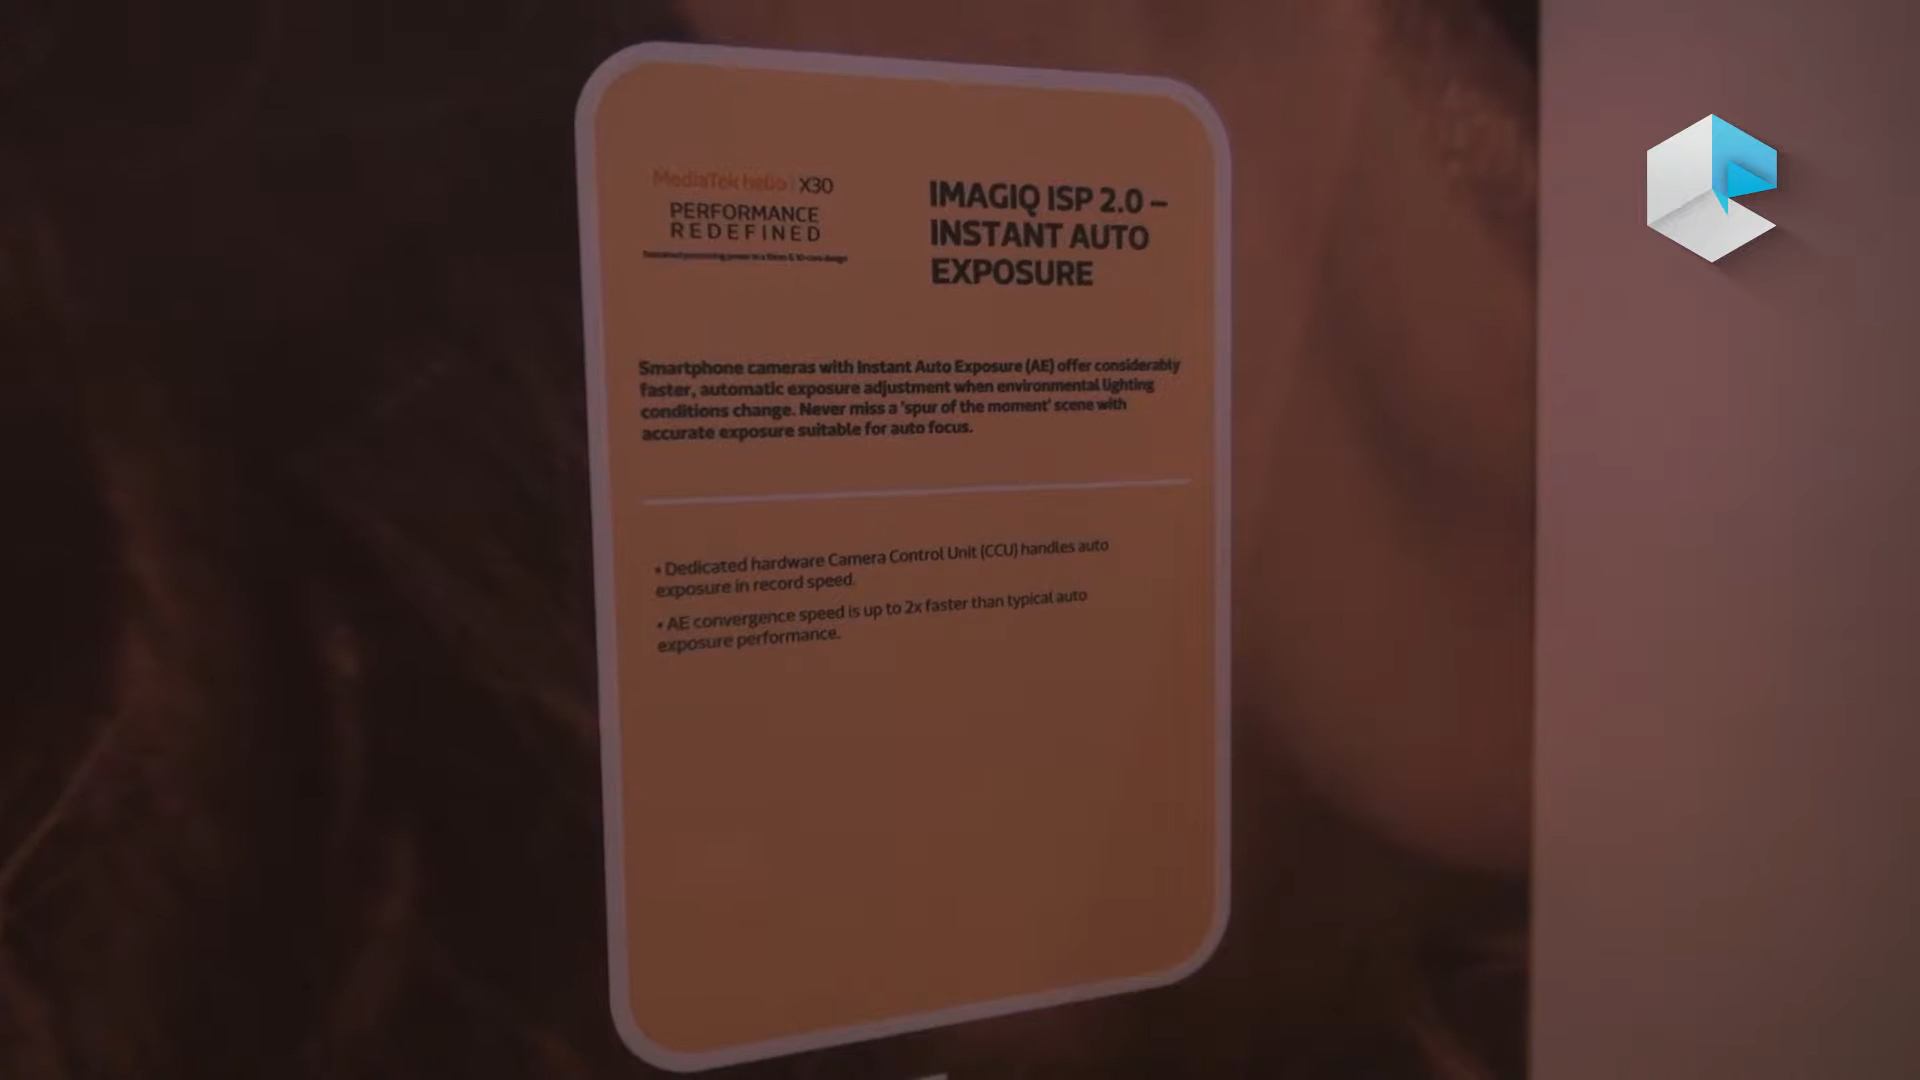 MediaTek helio X30
PERFORMANCE
REDEFINED
IMAGIQ ISP 2.0 –
INSTANT AUTO
EXPOSURE
Smartphone cameras with Instant Auto Exposure (AE) offer considerably
faster, automatic exposure adjustment when environmental lighting
conditions change. Never miss a 'spur of the moment' scene with
accurate exposure suitable for auto focus.
• Dedicated hardware Camera Control Unit (CCU) handles auto
exposure in record speed.
• AE convergence speed is up to 2x faster than typical auto
exposure performance.